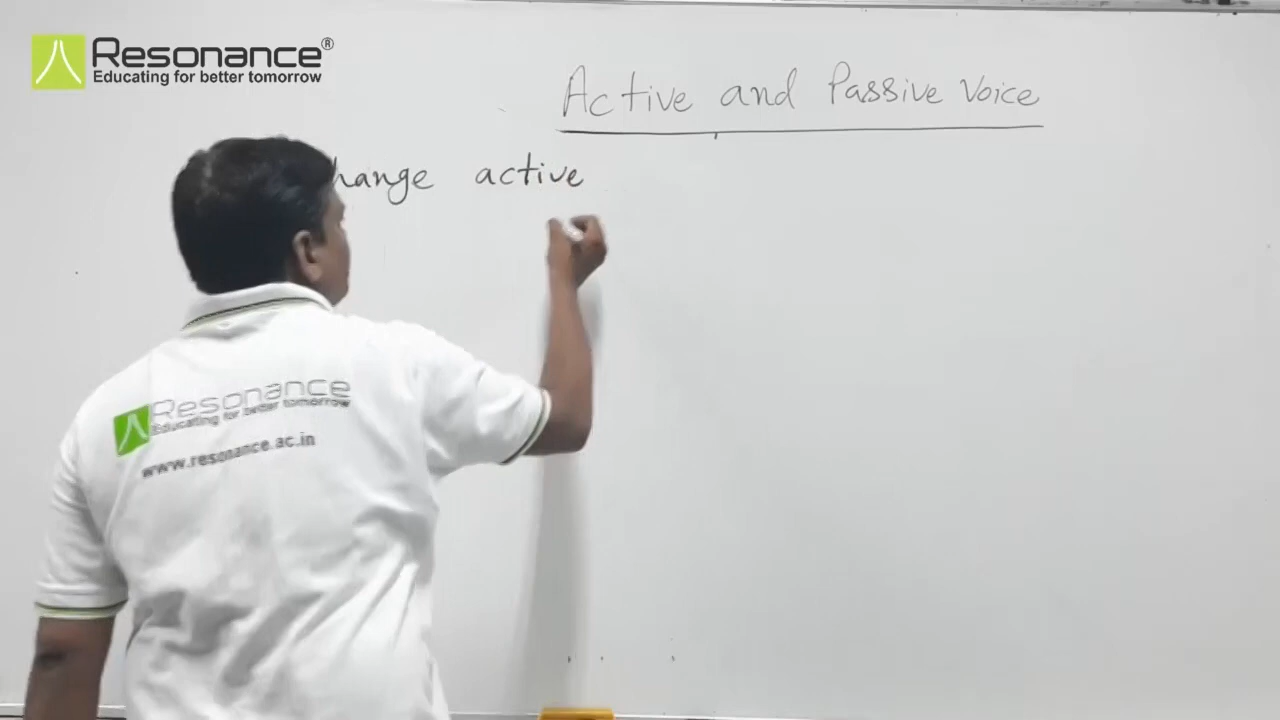 Resonance®
Educating for better tomorrow
Active and Passive Voice
hange active
Resonance
Educating for better tomorrow
www.resonance.ac.in